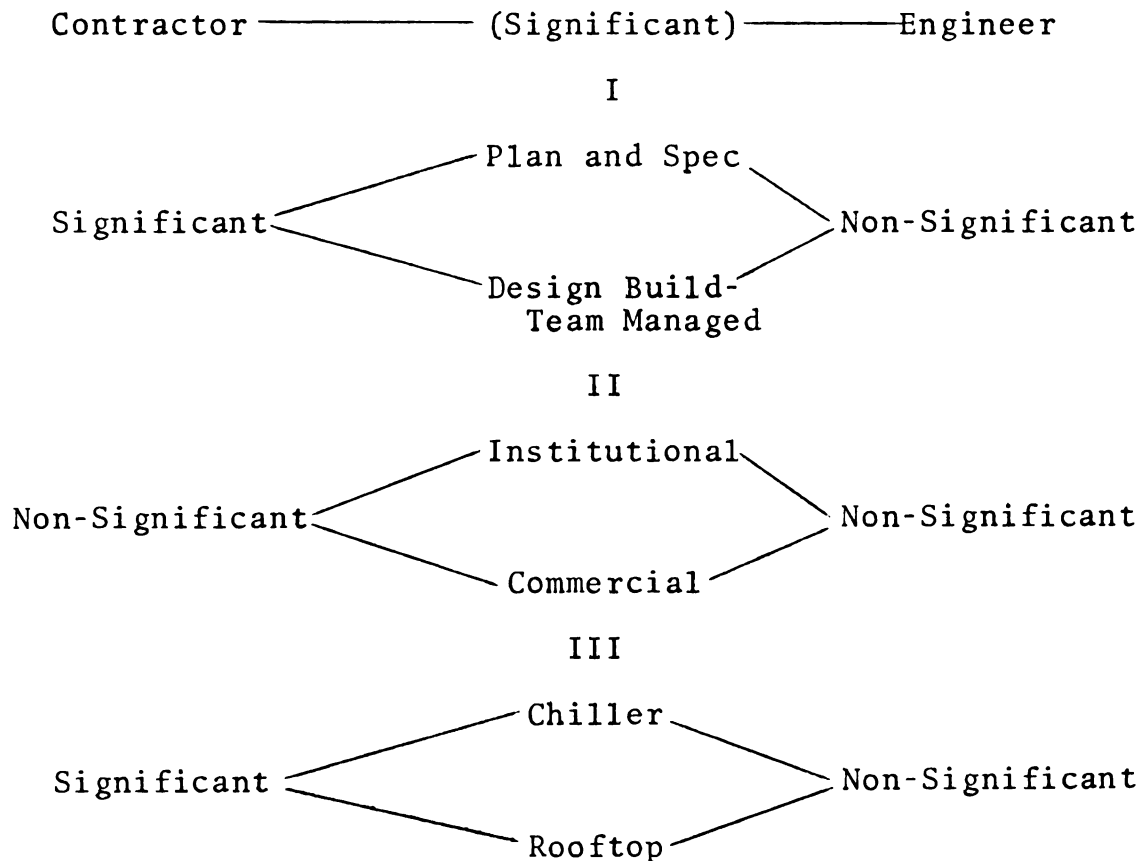 Contractor (Significant) Engineer
I
Plan and Spec
Significant Non-Significant
Design Build-
Team Managed
II
Institutional
Non-Significant Non-Significant
Commercial
III
Chiller
Significant Non-Significant
Rooftop